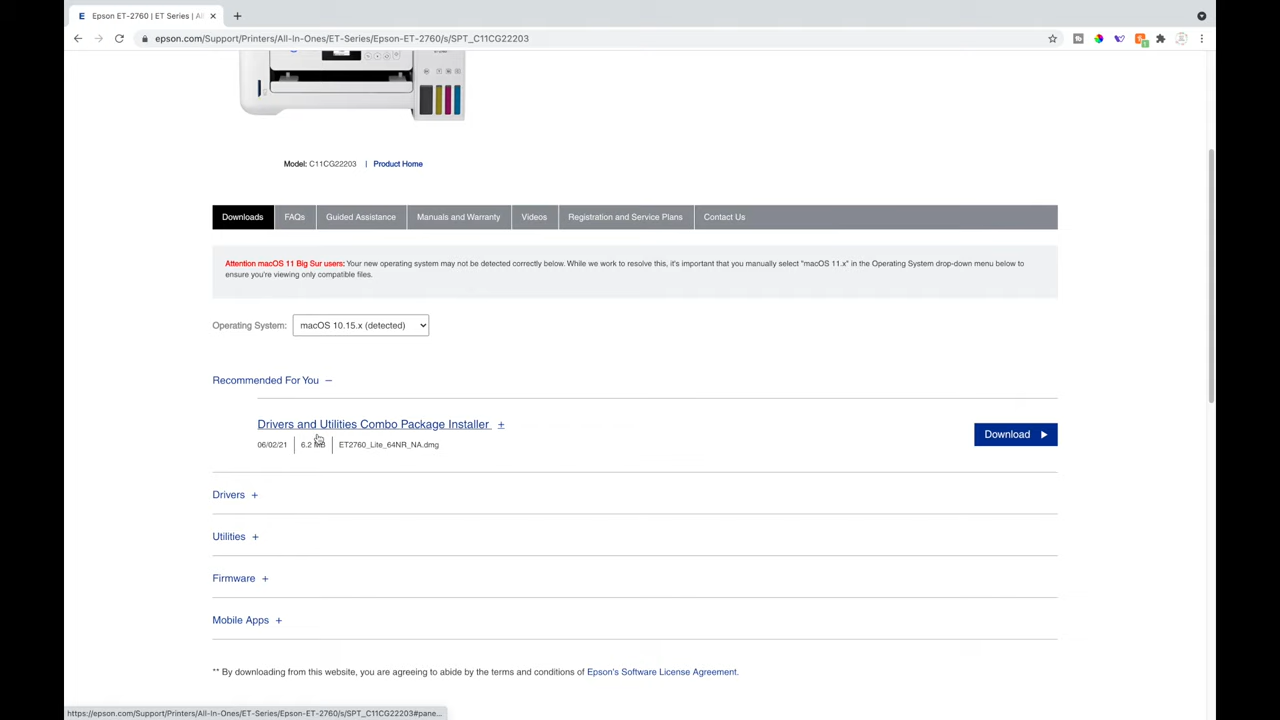 E Epson ET-2760 | ET Series | Al
epson.com/Support/Printers/All-In-Ones/ET-Series/Epson-ET-2760/s/SPT_C11CG22203
Model: C11CG22203 | Product Home
Downloads FAQs Guided Assistance Manuals and Warranty Videos Registration and Service Plans Contact Us
Attention macOS 11 Big Sur users: Your new operating system may not be detected correctly below. While we work to resolve this, it's important that you manually select "macOS 11.x" in the Operating System drop-down menu below to
ensure you're viewing only compatible files.
Operating System: macOS 10.15.x (detected)
Recommended For You –
Drivers and Utilities Combo Package Installer +
06/02/21 6.2 MB ET2760_Lite_64NR_NA.dmg
Download
Drivers +
Utilities +
Firmware +
Mobile Apps +
** By downloading from this website, you are agreeing to abide by the terms and conditions of Epson's Software License Agreement.
https://epson.com/Support/Printers/All-In-Ones/ET-Series/Epson-ET-2760/s/SPT_C11CG22203#pane...